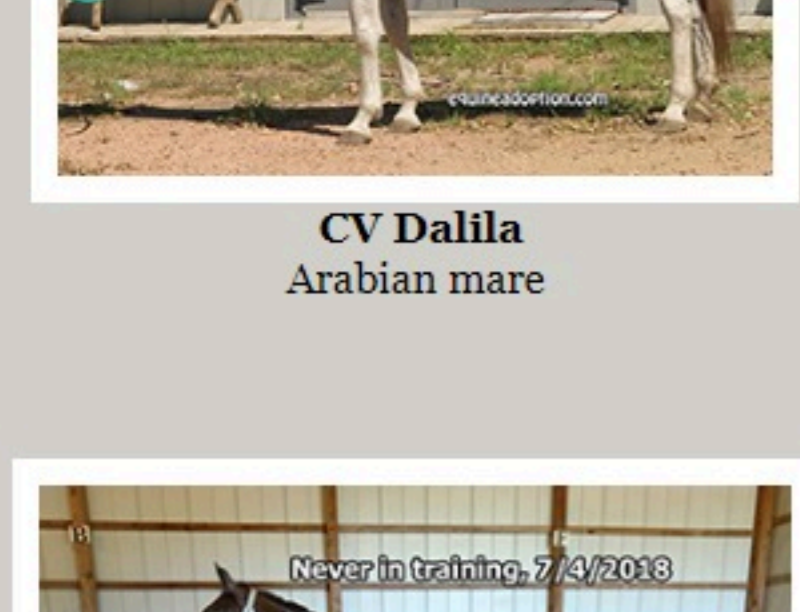 equineadoption.com
CV Dalila
Arabian mare
B
Never in training, 7/4/2018